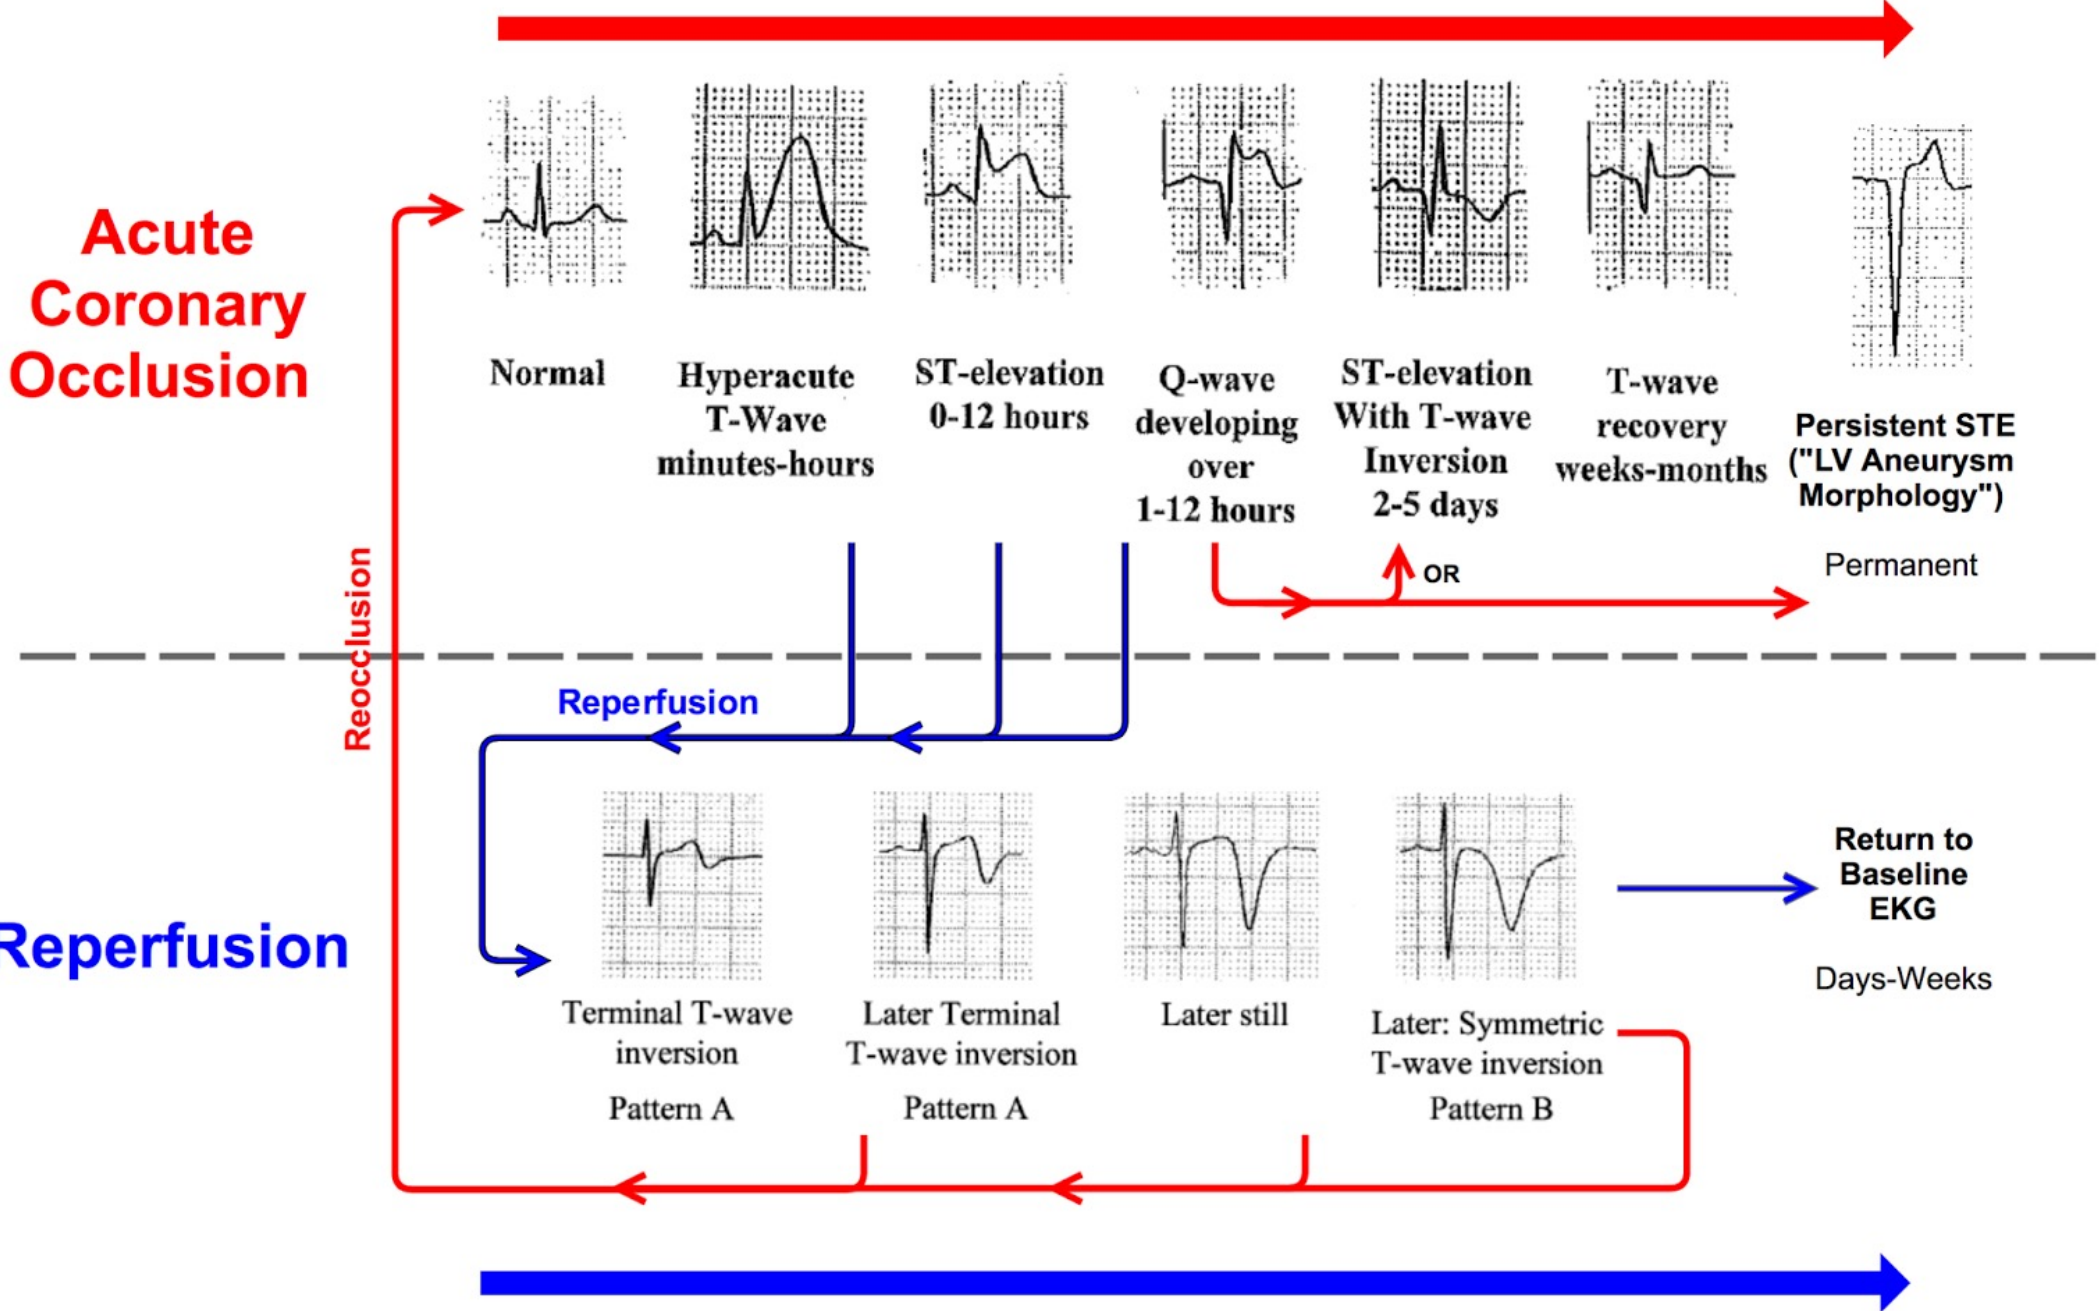 Acute
Coronary
Occlusion
Normal
Hyperacute
T-Wave
minutes-hours
ST-elevation
0-12 hours
Q-wave
developing
over
1-12 hours
ST-elevation
With T-wave
Inversion
2-5 days
T-wave
recovery
weeks-months
Persistent STE
("LV Aneurysm
Morphology")
Permanent
OR
Reocclusion
Reperfusion
Reperfusion
Terminal T-wave
inversion
Pattern A
Later Terminal
T-wave inversion
Pattern A
Later still
Later: Symmetric
T-wave inversion
Pattern B
Return to
Baseline
EKG
Days-Weeks